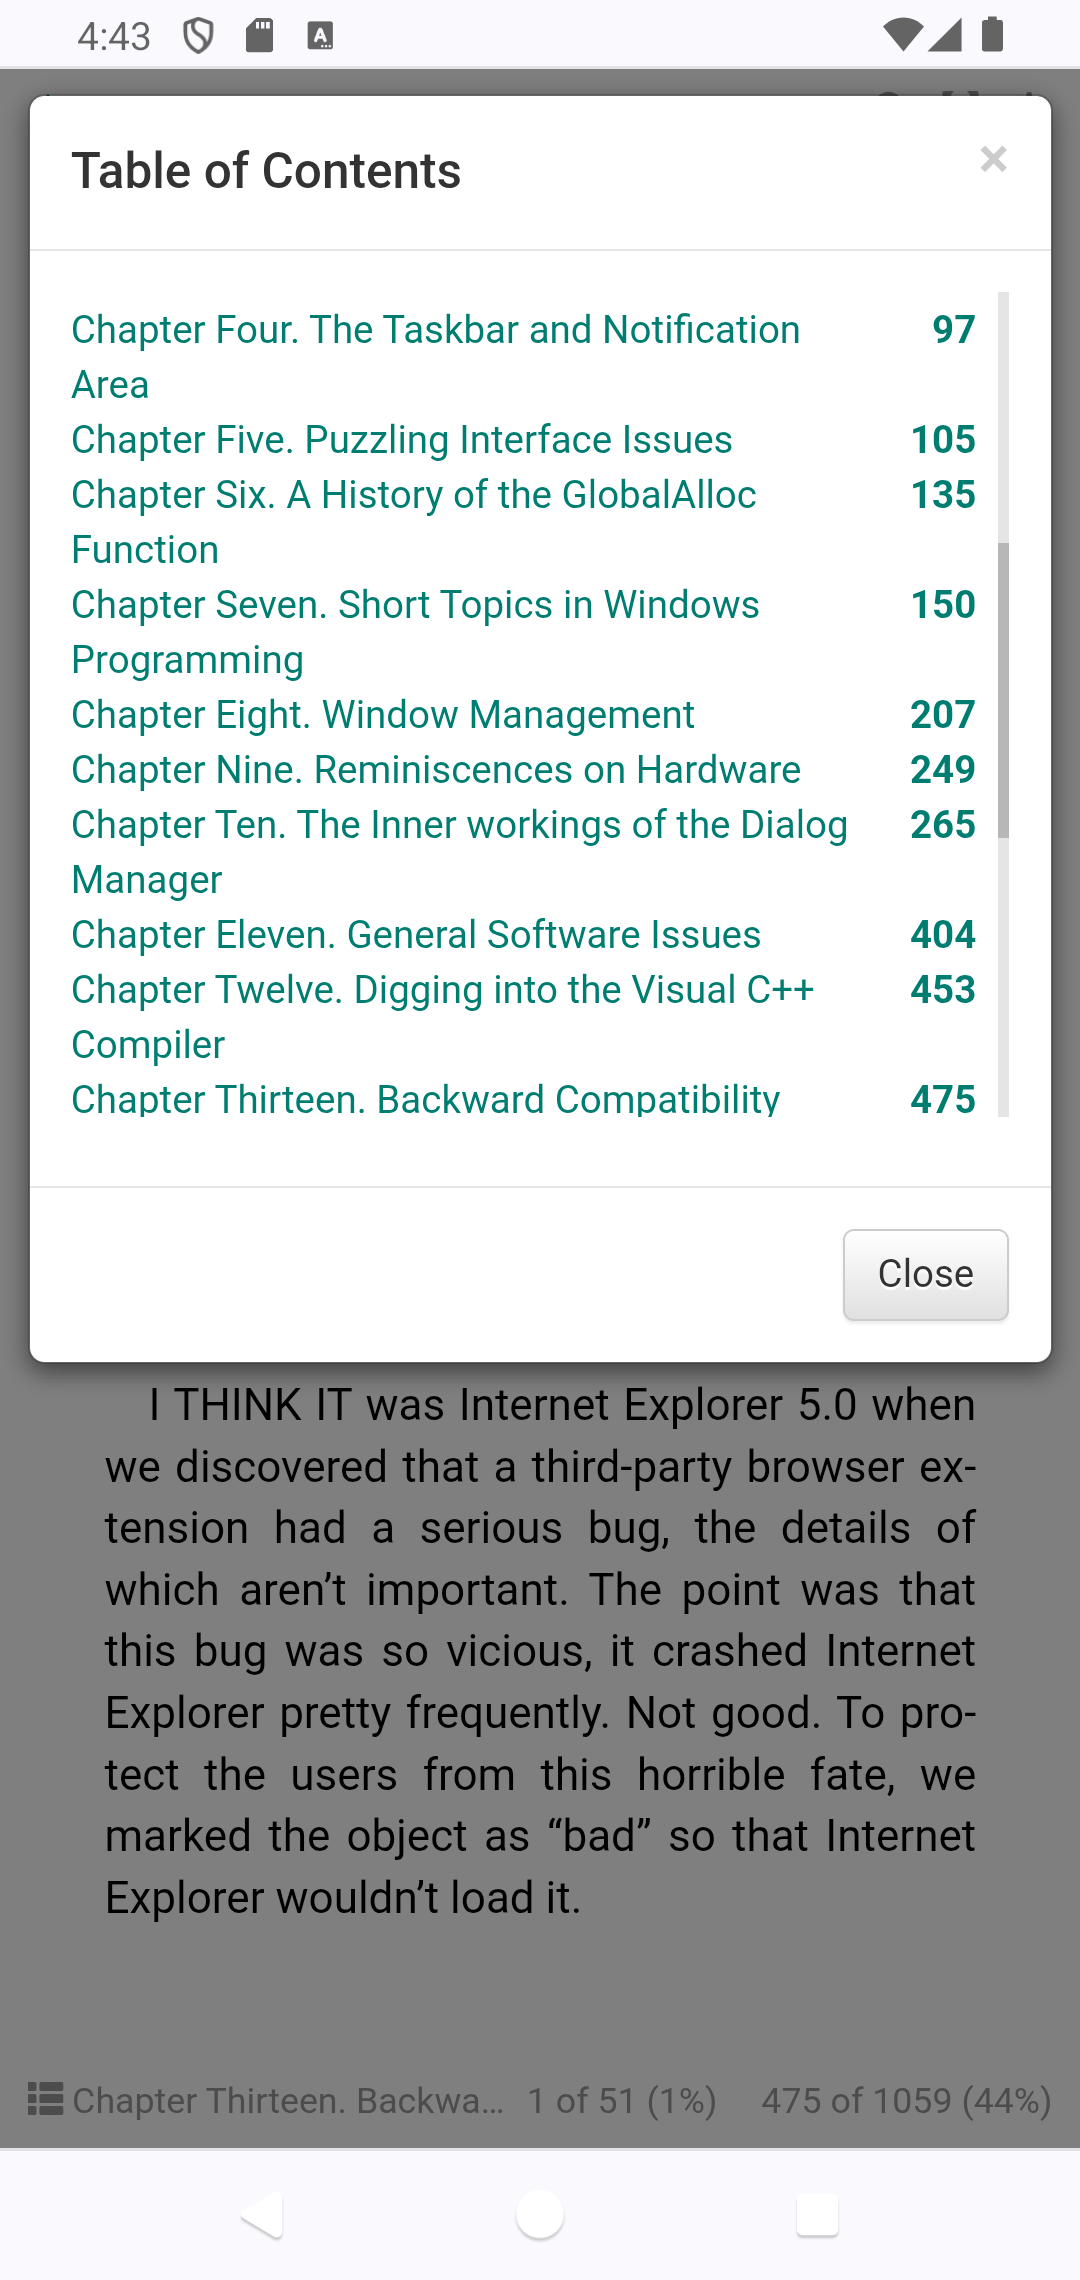 4:43
Table of Contents
×
Chapter Four. The Taskbar and Notification 97
Area
Chapter Five. Puzzling Interface Issues 105
Chapter Six. A History of the GlobalAlloc 135
Function
Chapter Seven. Short Topics in Windows 150
Programming
Chapter Eight. Window Management 207
Chapter Nine. Reminiscences on Hardware 249
Chapter Ten. The Inner workings of the Dialog 265
Manager
Chapter Eleven. General Software Issues 404
Chapter Twelve. Digging into the Visual C++ 453
Compiler
Chapter Thirteen. Backward Compatibility 475
Close
I THINK IT was Internet Explorer 5.0 when
we discovered that a third-party browser ex-
tension had a serious bug, the details of
which aren’t important. The point was that
this bug was so vicious, it crashed Internet
Explorer pretty frequently. Not good. To pro-
tect the users from this horrible fate, we
marked the object as “bad” so that Internet
Explorer wouldn’t load it.
Chapter Thirteen. Backwa... 1 of 51 (1%) 475 of 1059 (44%)